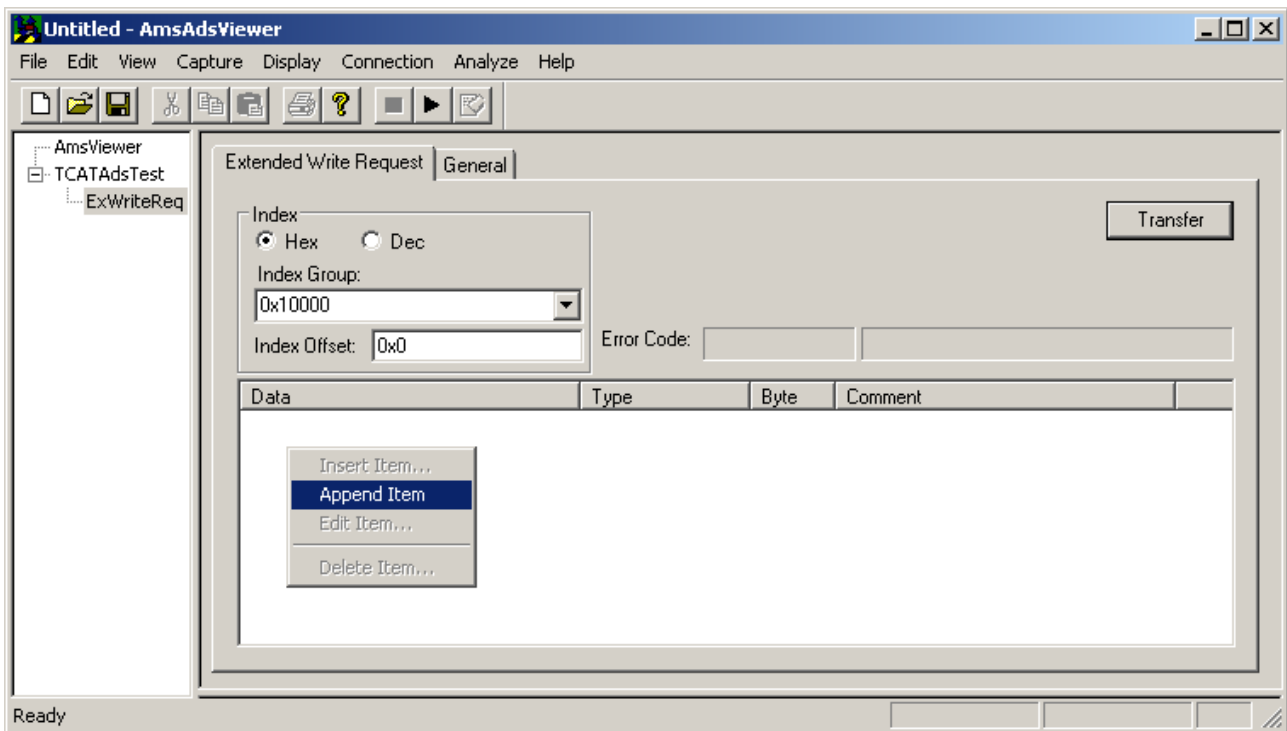 Untitled - AmsAdsViewer
File Edit View Capture Display Connection Analyze Help
AmsViewer
TCATAdsTest
ExWriteReq
Extended Write Request
General
Index
Hex
Dec
Index Group:
0x10000
Index Offset:
0x0
Transfer
Error Code:
Data Type Byte Comment
Insert Item...
Append Item
Edit Item...
Delete Item...
Ready